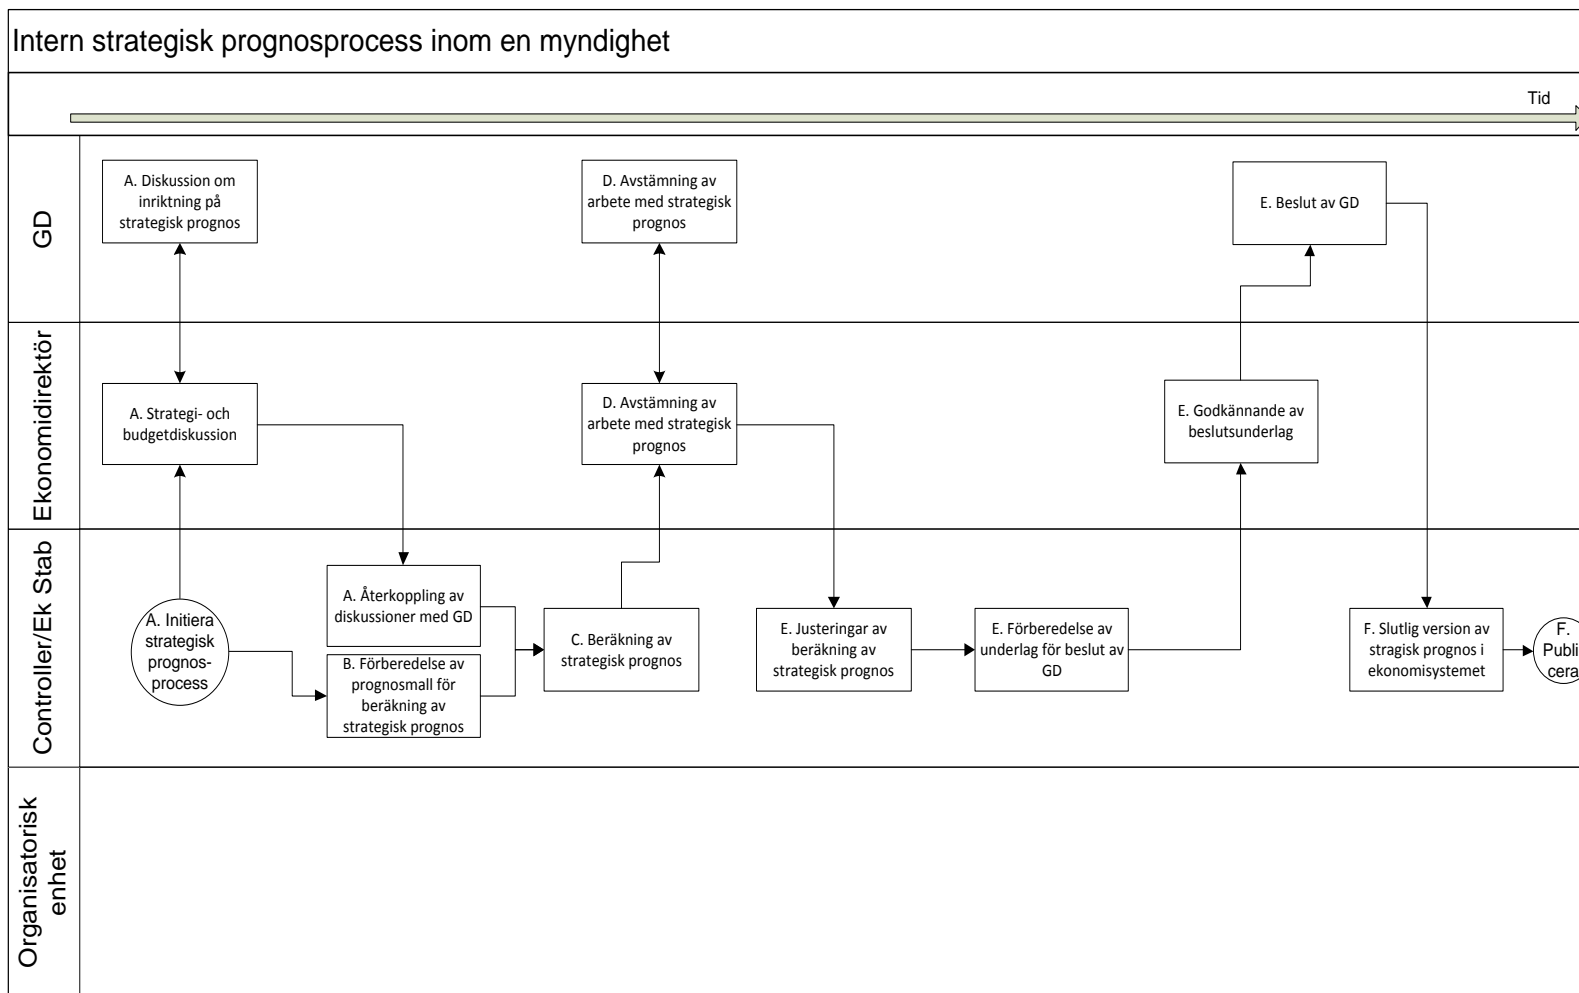 Intern strategisk prognosprocess inom en myndighet
Tid
GD
A. Diskussion om
inriktning på
strategisk prognos
D. Avstämning av
arbete med strategisk
prognos
E. Beslut av GD
Ekonomidirektör
A. Strategi- och
budgetdiskussion
D. Avstämning av
arbete med strategisk
prognos
E. Godkännande av
beslutsunderlag
Controller/Ek Stab
A. Initiera
strategisk
prognos-
process
A. Återkoppling av
diskussioner med GD
B. Förberedelse av
prognosmall för
beräkning av
strategisk prognos
C. Beräkning av
strategisk prognos
E. Justeringar av
beräkning av
strategisk prognos
E. Förberedelse av
underlag för beslut av
GD
F. Slutlig version av
stragisk prognos i
ekonomisystemet
F.
Publi
cera
Organisatorisk
enhet